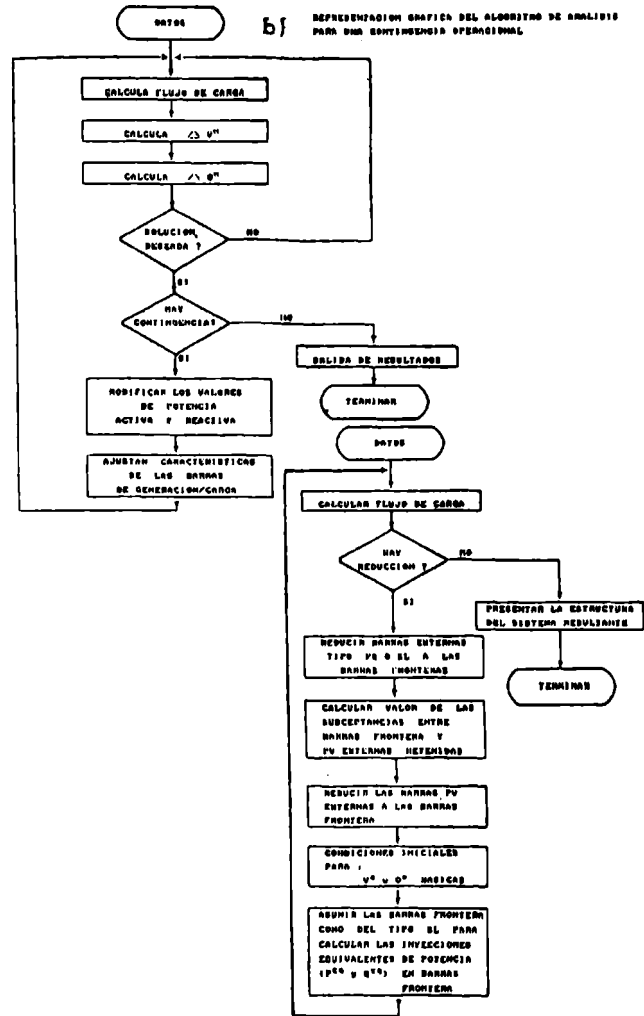 DATOS
b)
REPRESENTACION GRAFICA DEL ALGORITMO DE ANALISIS
PARA UNA CONTINGENCIA OPERACIONAL
CALCULA FLUJO DE CARGA
CALCULA
CALCULA
SOLUCION
DESEADA ?
NO
SI
HAY
CONTINGENCIAS
NO
SI
SALIDA DE RESULTADOS
TERMINAR
MODIFICAR LOS VALORES
DE POTENCIA
ACTIVA Y REACTIVA
AJUSTAN CARACTERISTICAS
DE LAS BARRAS
DE GENERACION/CARGA
DATOS
CALCULAR FLUJO DE CARGA
HAY
REDUCCION ?
NO
SI
PRESENTAR LA ESTRUCTURA
DEL SISTEMA RESULTANTE
TERMINAR
REDUCIR BARRAS EXTERNAS
TIPO PQ O SL A LAS
BARRAS FRONTERAS
CALCULAR VALOR DE LAS
SUBCEPTANCIAS ENTRE
BARRAS FRONTERA Y
PV EXTERNAS RETENIDAS
REDUCIR LAS BARRAS PV
EXTERNAS A LAS BARRAS
FRONTERA
CONDICIONES INICIALES
PARA
BASICAS
ASUMIR LAS BARRAS FRONTERA
COMO DEL TIPO SL PARA
CALCULAR LAS INYECCIONES
EQUIVALENTES DE POTENCIA
EN BARRAS
FRONTERA